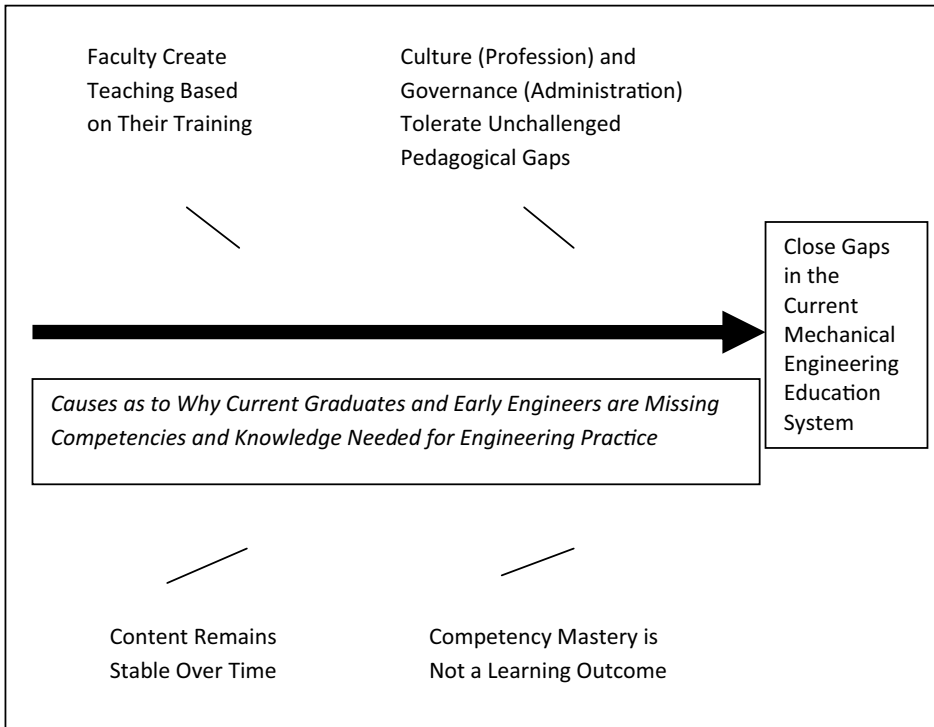 Faculty Create
Teaching Based
on Their Training
Culture (Profession) and
Governance (Administration)
Tolerate Unchallenged
Pedagogical Gaps
Close Gaps
in the
Current
Mechanical
Engineering
Education
System
Causes as to Why Current Graduates and Early Engineers are Missing
Competencies and Knowledge Needed for Engineering Practice
Content Remains
Stable Over Time
Competency Mastery is
Not a Learning Outcome